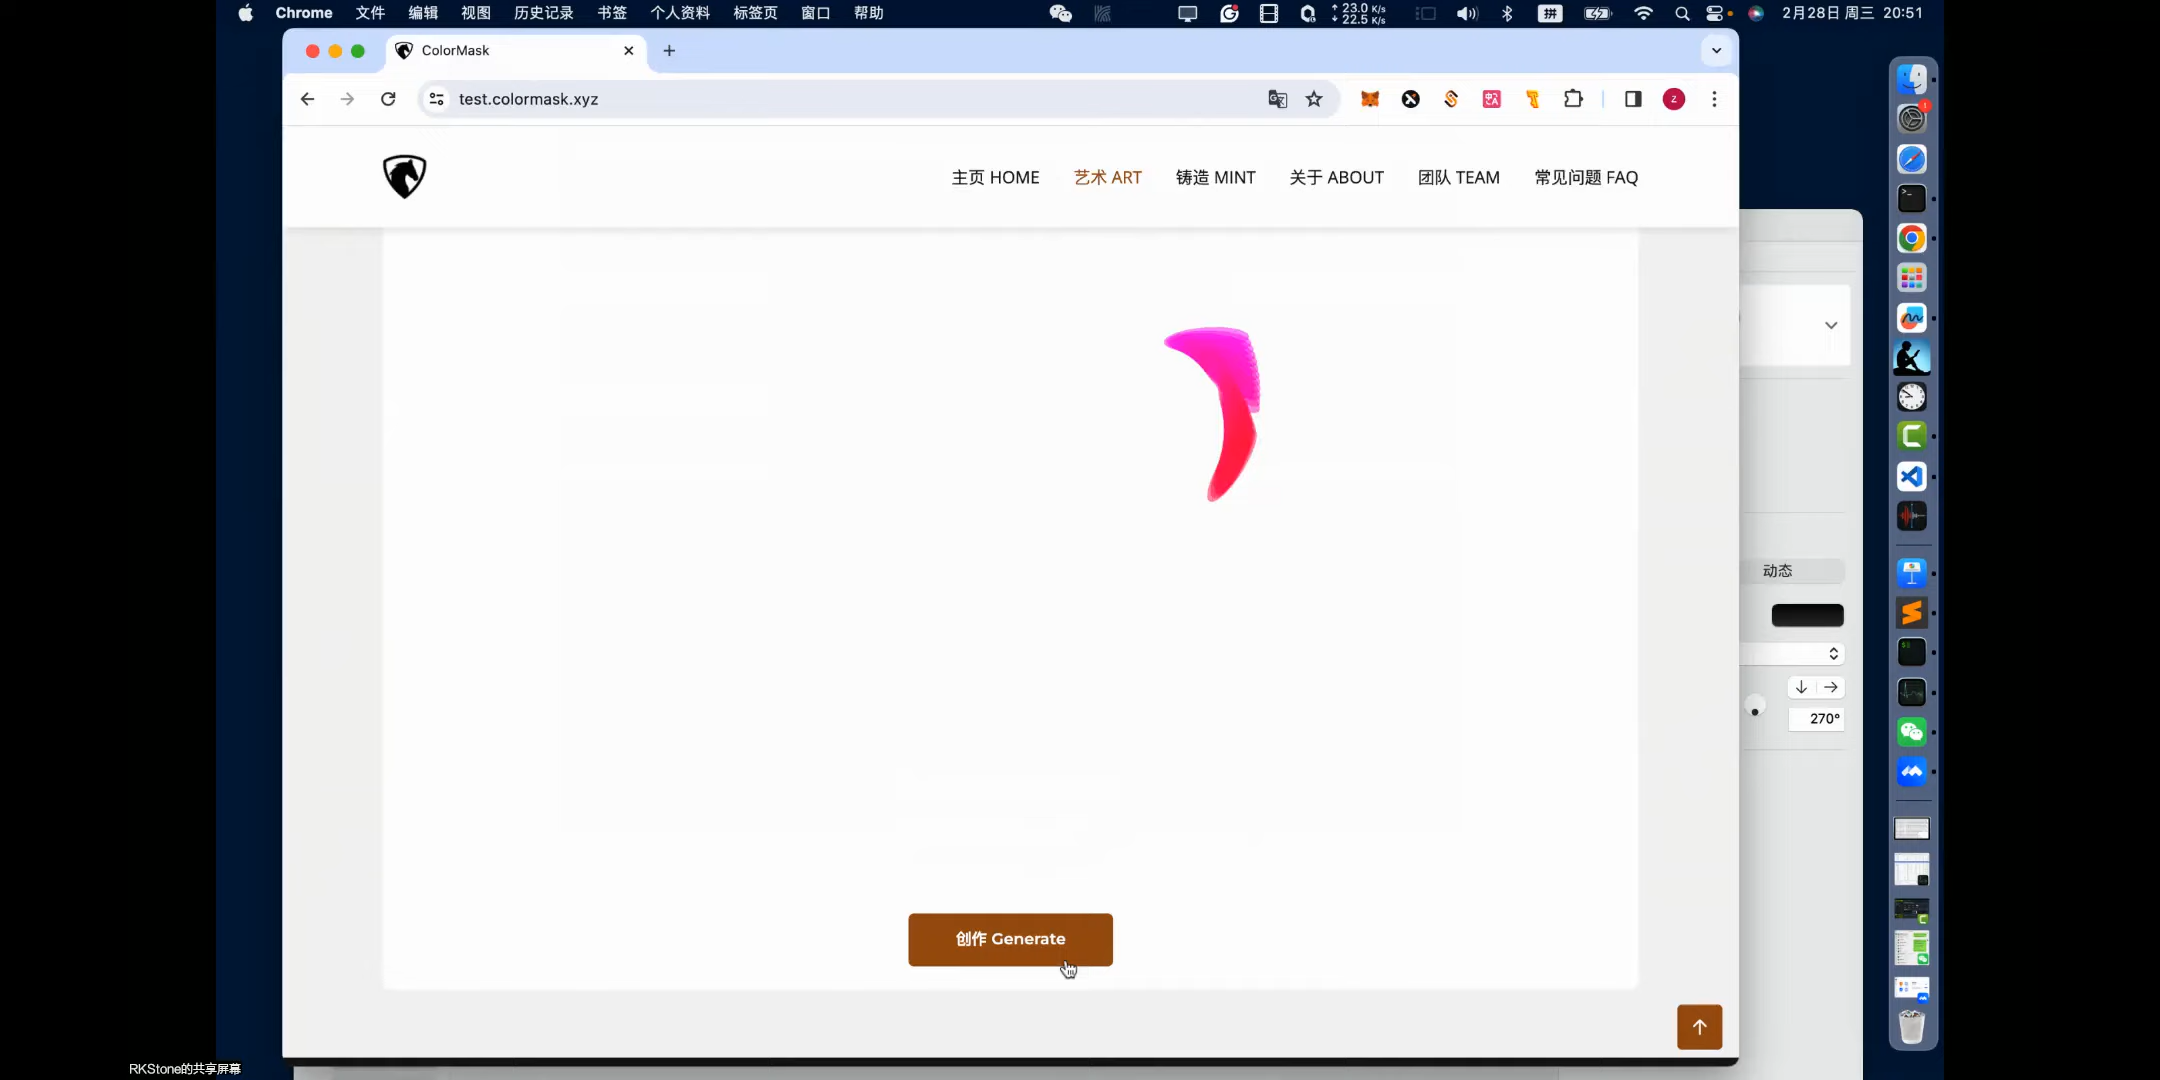 Chrome 文件 编辑 视图 历史记录 书签 个人资料 标签页 窗口 帮助
↑ 23.0 K/s
↓ 22.5 K/s
拼
2月28日 周三 20:51
ColorMask
test.colormask.xyz
z
主页 HOME 艺术 ART 铸造 MINT 关于 ABOUT 团队 TEAM 常见问题 FAQ
动态
270°
创作 Generate
RKStone的共享屏幕